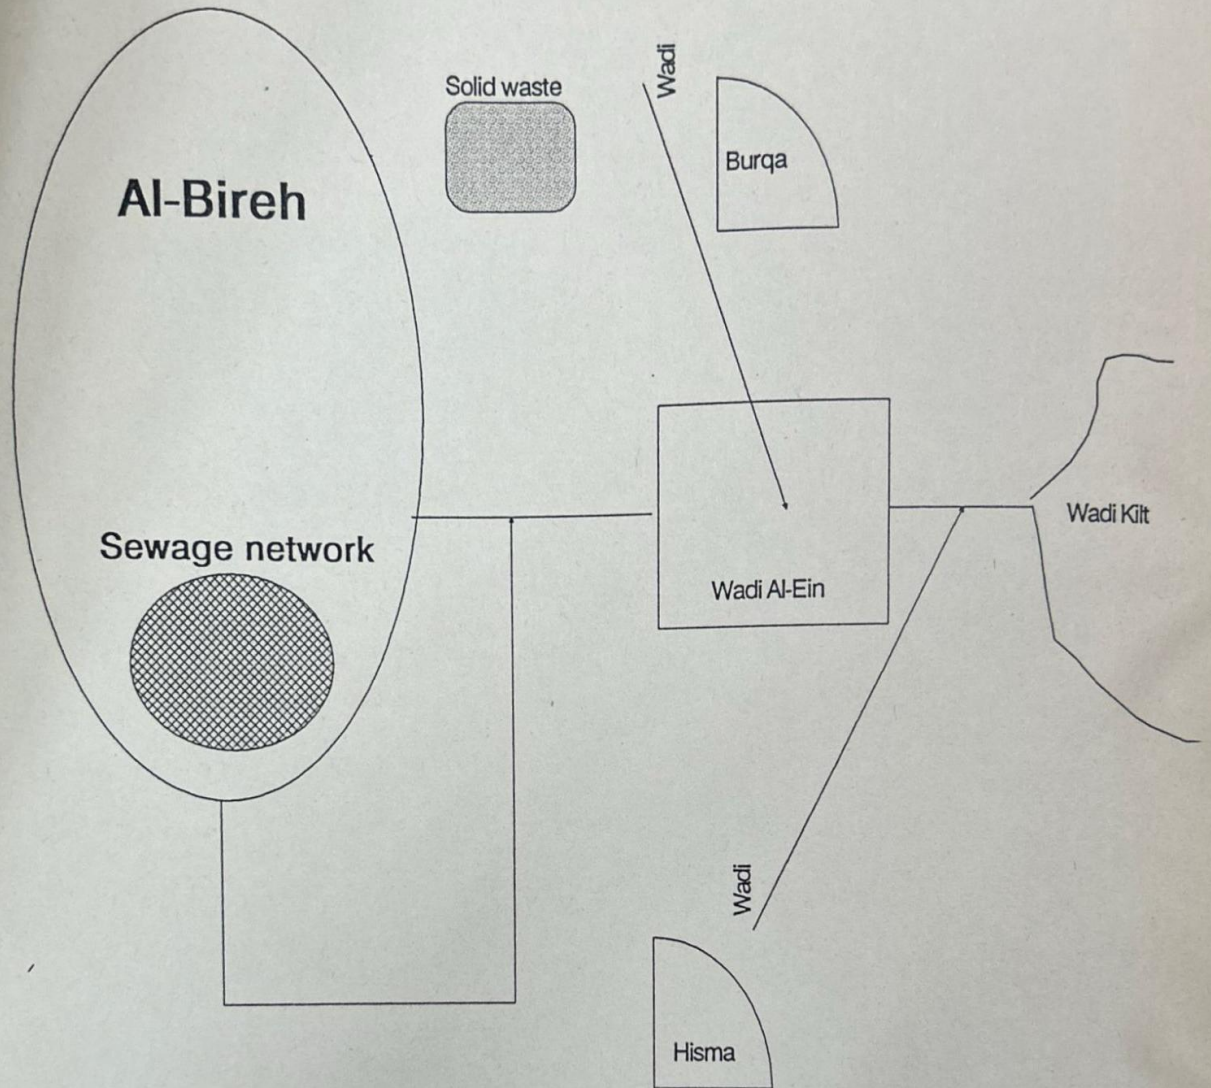 Solid waste
Wadi
Burqa
Al-Bireh
Sewage network
Wadi Al-Ein
Wadi Kilt
Wadi
Hisma